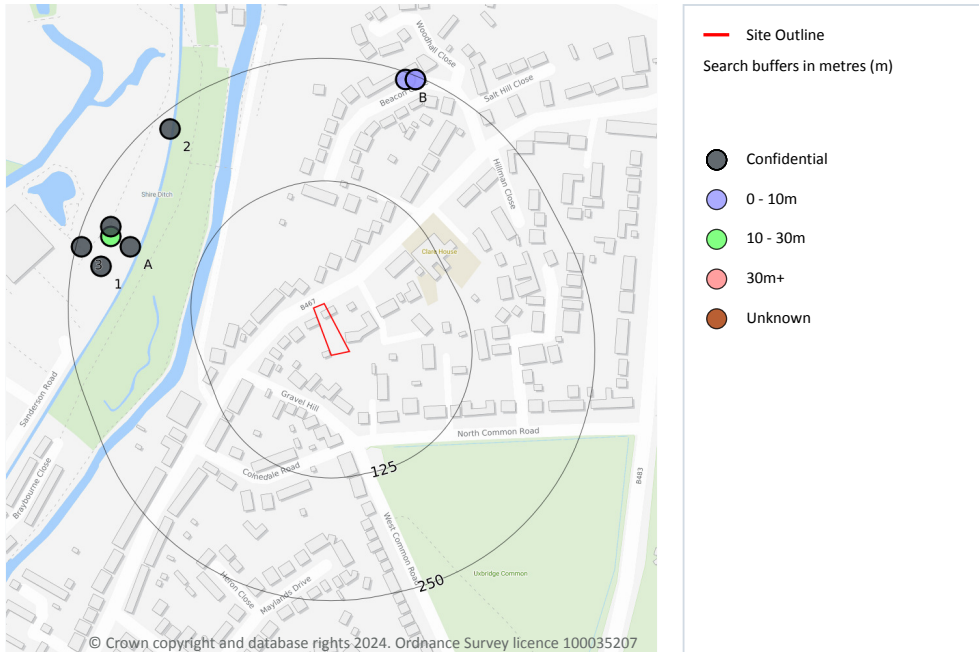 Woodhall Close
Beacon C
B
Salt Hill Close
2
Hillman Close
Shire Ditch
Clare House
3
A
1
B467
Sanderson Road
Gravel Hill
North Common Road
125
Colnedale Road
B483
Braybourne Close
West Common Road
Uxbridge Common
250
Heron Close
Maylands Drive
© Crown copyright and database rights 2024. Ordnance Survey licence 100035207
Site Outline
Search buffers in metres (m)
Confidential
0 - 10m
10 - 30m
30m+
Unknown